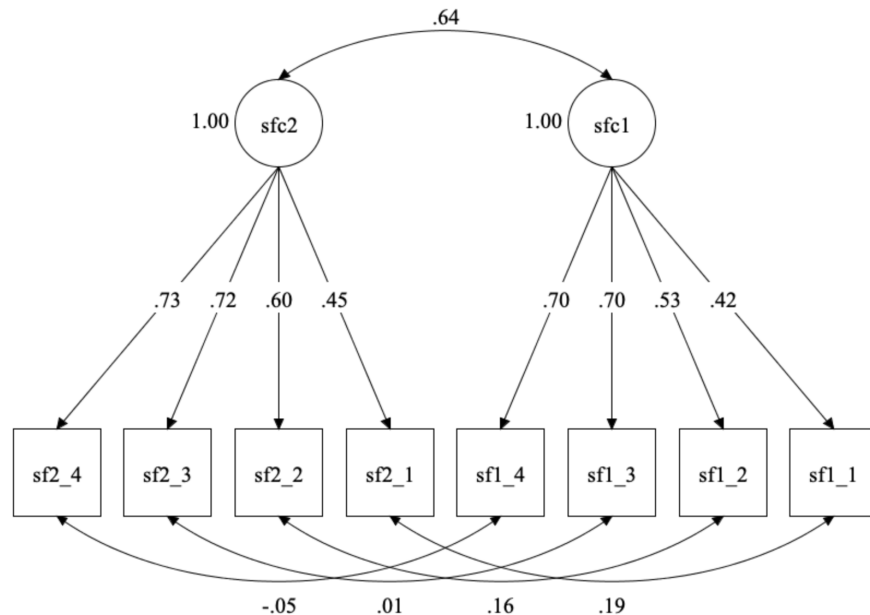 .64
1.00 sfc2 1.00 sfc1
.73 .72 .60 .45 .70 .70 .53 .42
sf2_4 sf2_3 sf2_2 sf2_1 sf1_4 sf1_3 sf1_2 sf1_1
-.05 .01 .16 .19